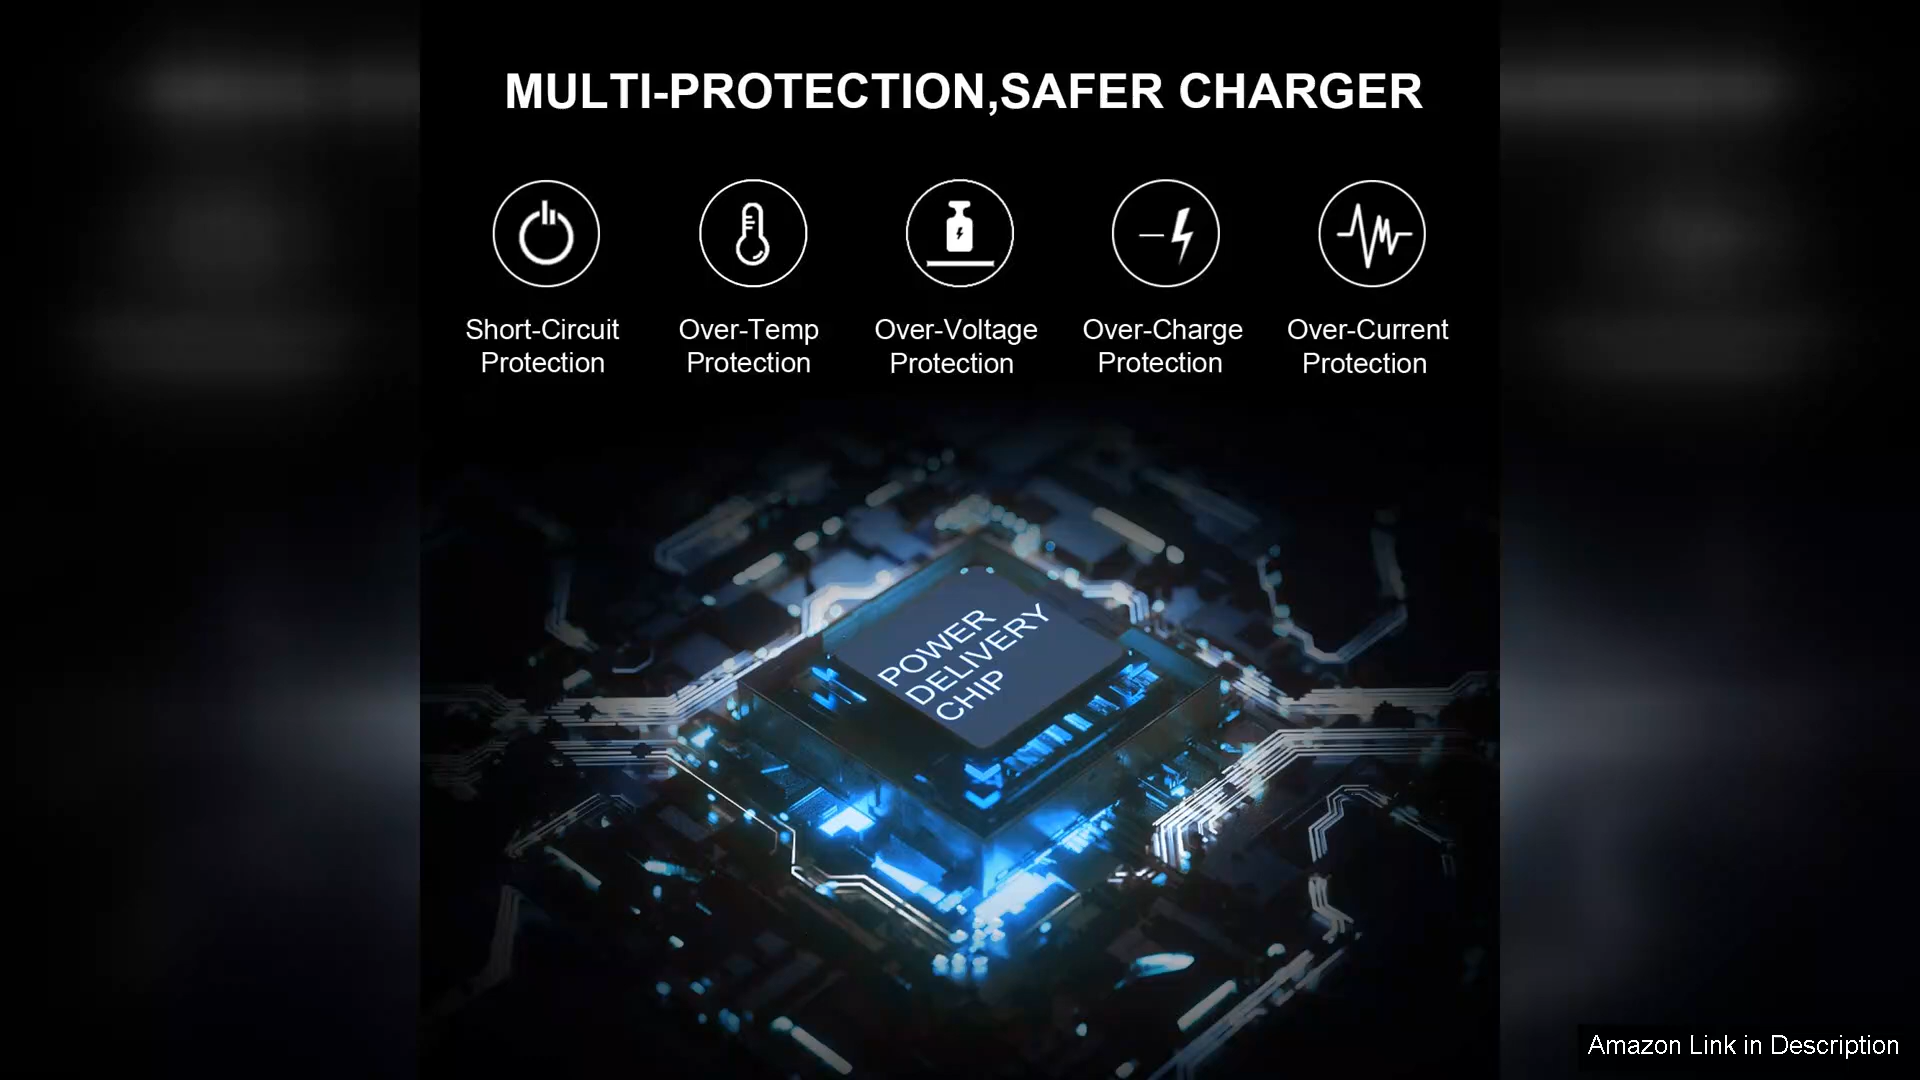 MULTI-PROTECTION,SAFER CHARGER
Short-Circuit
Protection
Over-Temp
Protection
Over-Voltage
Protection
Over-Charge
Protection
Over-Current
Protection
POWER
DELIVERY
CHIP
Amazon Link in Description